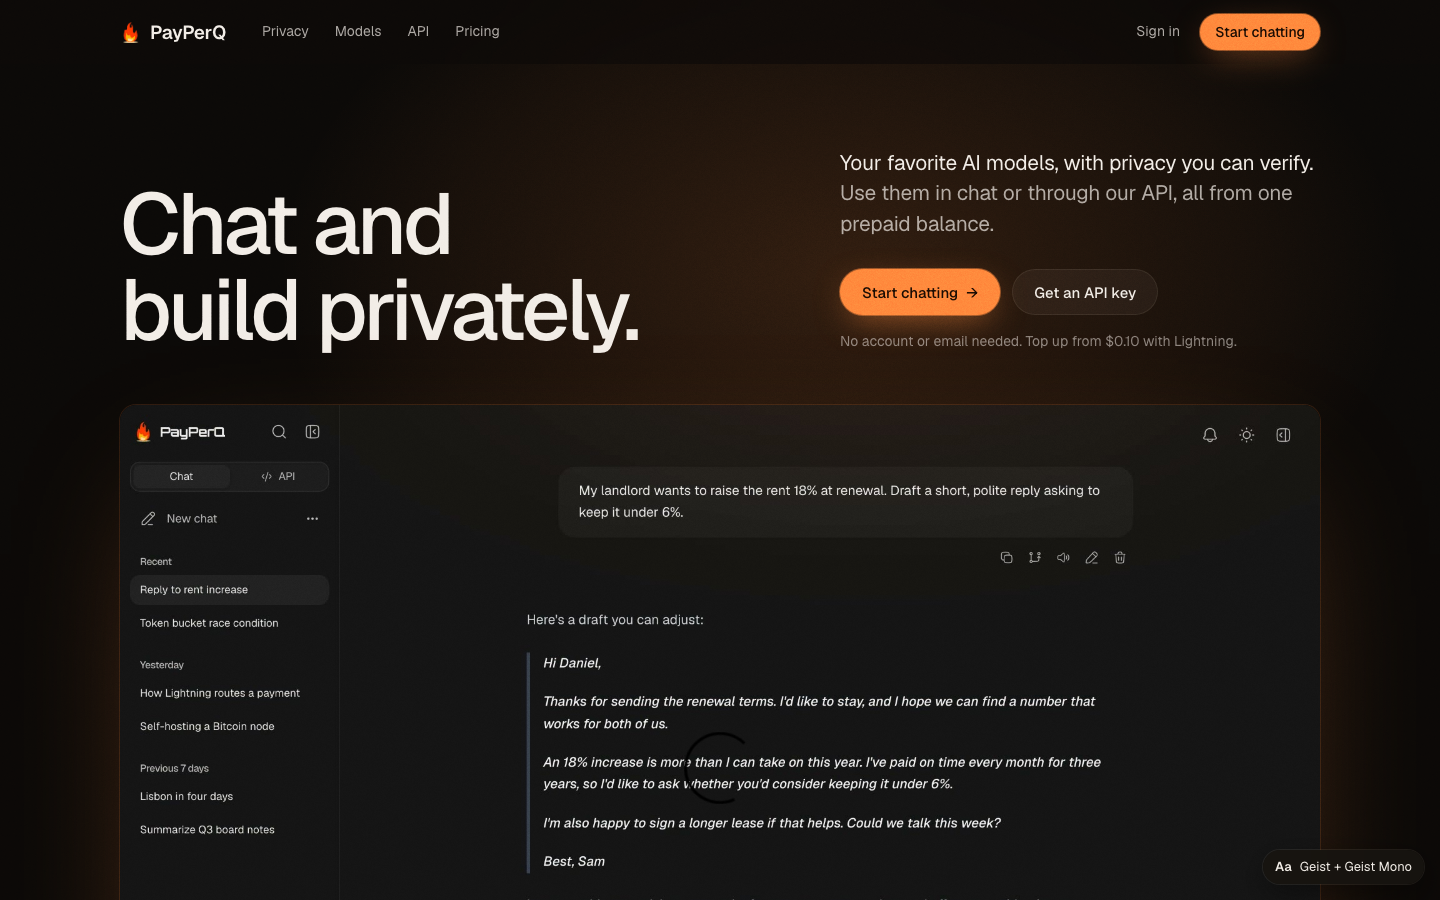 PayPerQ
Privacy
Models
API
Pricing
Sign in
Start chatting
Chat and
build privately.
Your favorite AI models, with privacy you can verify.
Use them in chat or through our API, all from one
prepaid balance.
Start chatting →
Get an API key
No account or email needed. Top up from $0.10 with Lightning.
PayPerQ
Chat
API
New chat
Recent
Reply to rent increase
Token bucket race condition
Yesterday
How Lightning routes a payment
Self-hosting a Bitcoin node
Previous 7 days
Lisbon in four days
Summarize Q3 board notes
My landlord wants to raise the rent 18% at renewal. Draft a short, polite reply asking to
keep it under 6%.
Here's a draft you can adjust:
Hi Daniel,
Thanks for sending the renewal terms. I'd like to stay, and I hope we can find a number that
works for both of us.
An 18% increase is more than I can take on this year. I've paid on time every month for three
years, so I'd like to ask whether you'd consider keeping it under 6%.
I'm also happy to sign a longer lease if that helps. Could we talk this week?
Best, Sam
Aa Geist + Geist Mono